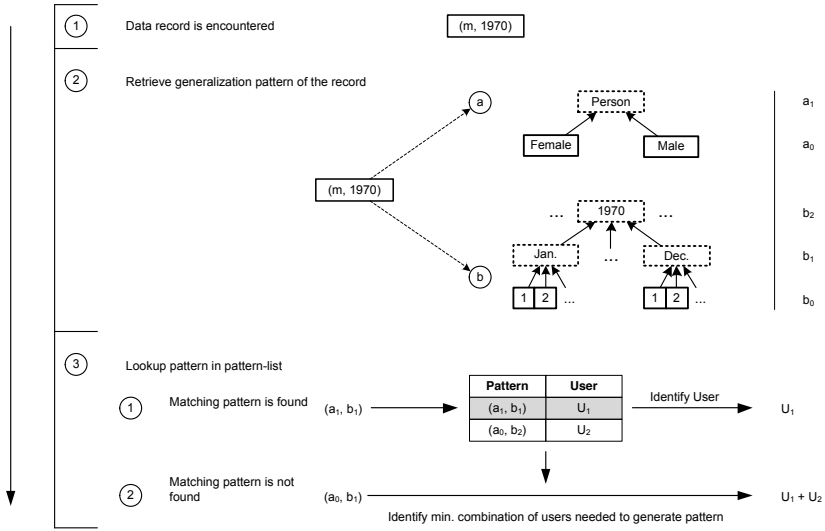 1 Data record is encountered (m, 1970)
2 Retrieve generalization pattern of the record
a Person a1
Female Male a0
(m, 1970)
... 1970 ... b2
Jan. ... Dec. b1
b
1 2 ... 1 2 ... b0
3 Lookup pattern in pattern-list
Pattern User
1 Matching pattern is found (a1, b1) (a1, b1) U1 Identify User U1
(a0, b2) U2
2 Matching pattern is not
found (a0, b1) U1 + U2
Identify min. combination of users needed to generate pattern